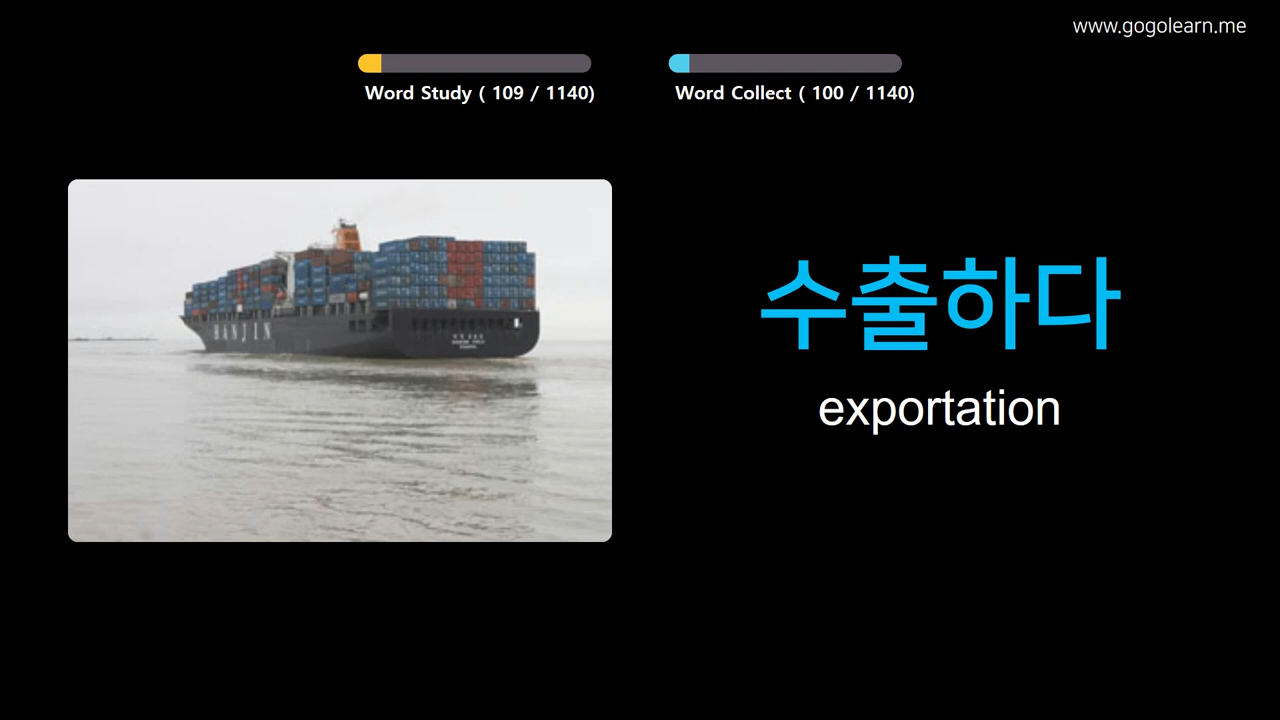 www.gogolearn.me
Word Study ( 109 / 1140)
Word Collect ( 100 / 1140)
수출하다
exportation
HANJIN